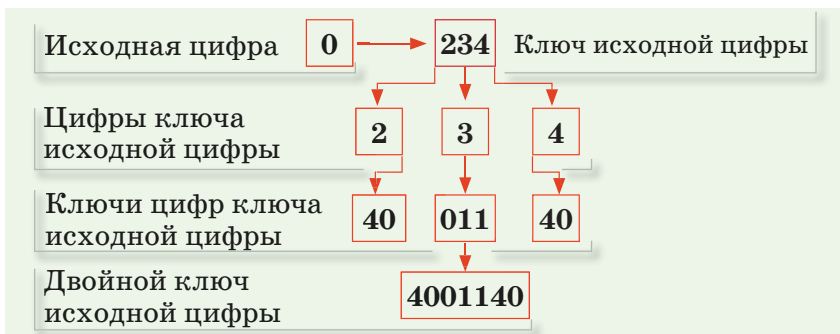 Исходная цифра 0 234 Ключ исходной цифры
Цифры ключа
исходной цифры 2 3 4
Ключи цифр ключа
исходной цифры 40 011 40
Двойной ключ
исходной цифры 4001140